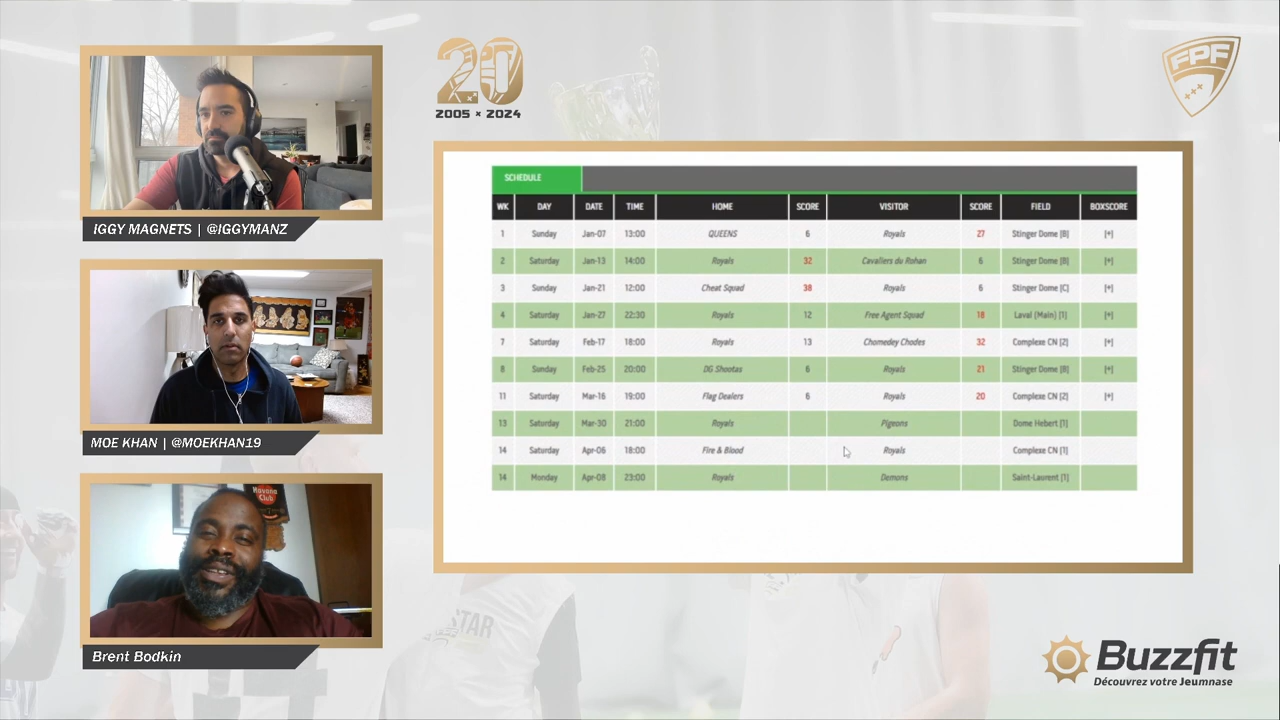 20
2005 × 2024
FPF
IGGY MAGNETS | @IGGYMANZ
MOE KHAN | @MOEKHAN19
Havana
Club
Brent Bodkin
SCHEDULE
WK DAY DATE TIME HOME SCORE VISITOR SCORE FIELD BOXSCORE
1 Sunday Jan-07 13:00 QUEENS 6 Royals 27 Stinger Dome [B] [+]
2 Saturday Jan-13 14:00 Royals 32 Cavaliers du Rohan 6 Stinger Dome [B] [+]
3 Sunday Jan-21 12:00 Cheat Squad 38 Royals 6 Stinger Dome [C] [+]
4 Saturday Jan-27 22:30 Royals 12 Free Agent Squad 18 Laval (Main) [1] [+]
7 Saturday Feb-17 18:00 Royals 13 Chomedey Chodes 32 Complexe CN [2] [+]
8 Sunday Feb-25 20:00 DG Shootas 6 Royals 21 Stinger Dome [B] [+]
11 Saturday Mar-16 19:00 Flag Dealers 6 Royals 20 Complexe CN [2] [+]
13 Saturday Mar-30 21:00 Royals Pigeons Dome Hebert [1]
14 Saturday Apr-06 18:00 Fire & Blood Royals Complexe CN [1]
14 Monday Apr-08 23:00 Royals Demons Saint-Laurent [1]
STAR
Buzzfit
Découvrez votre Jeumnase